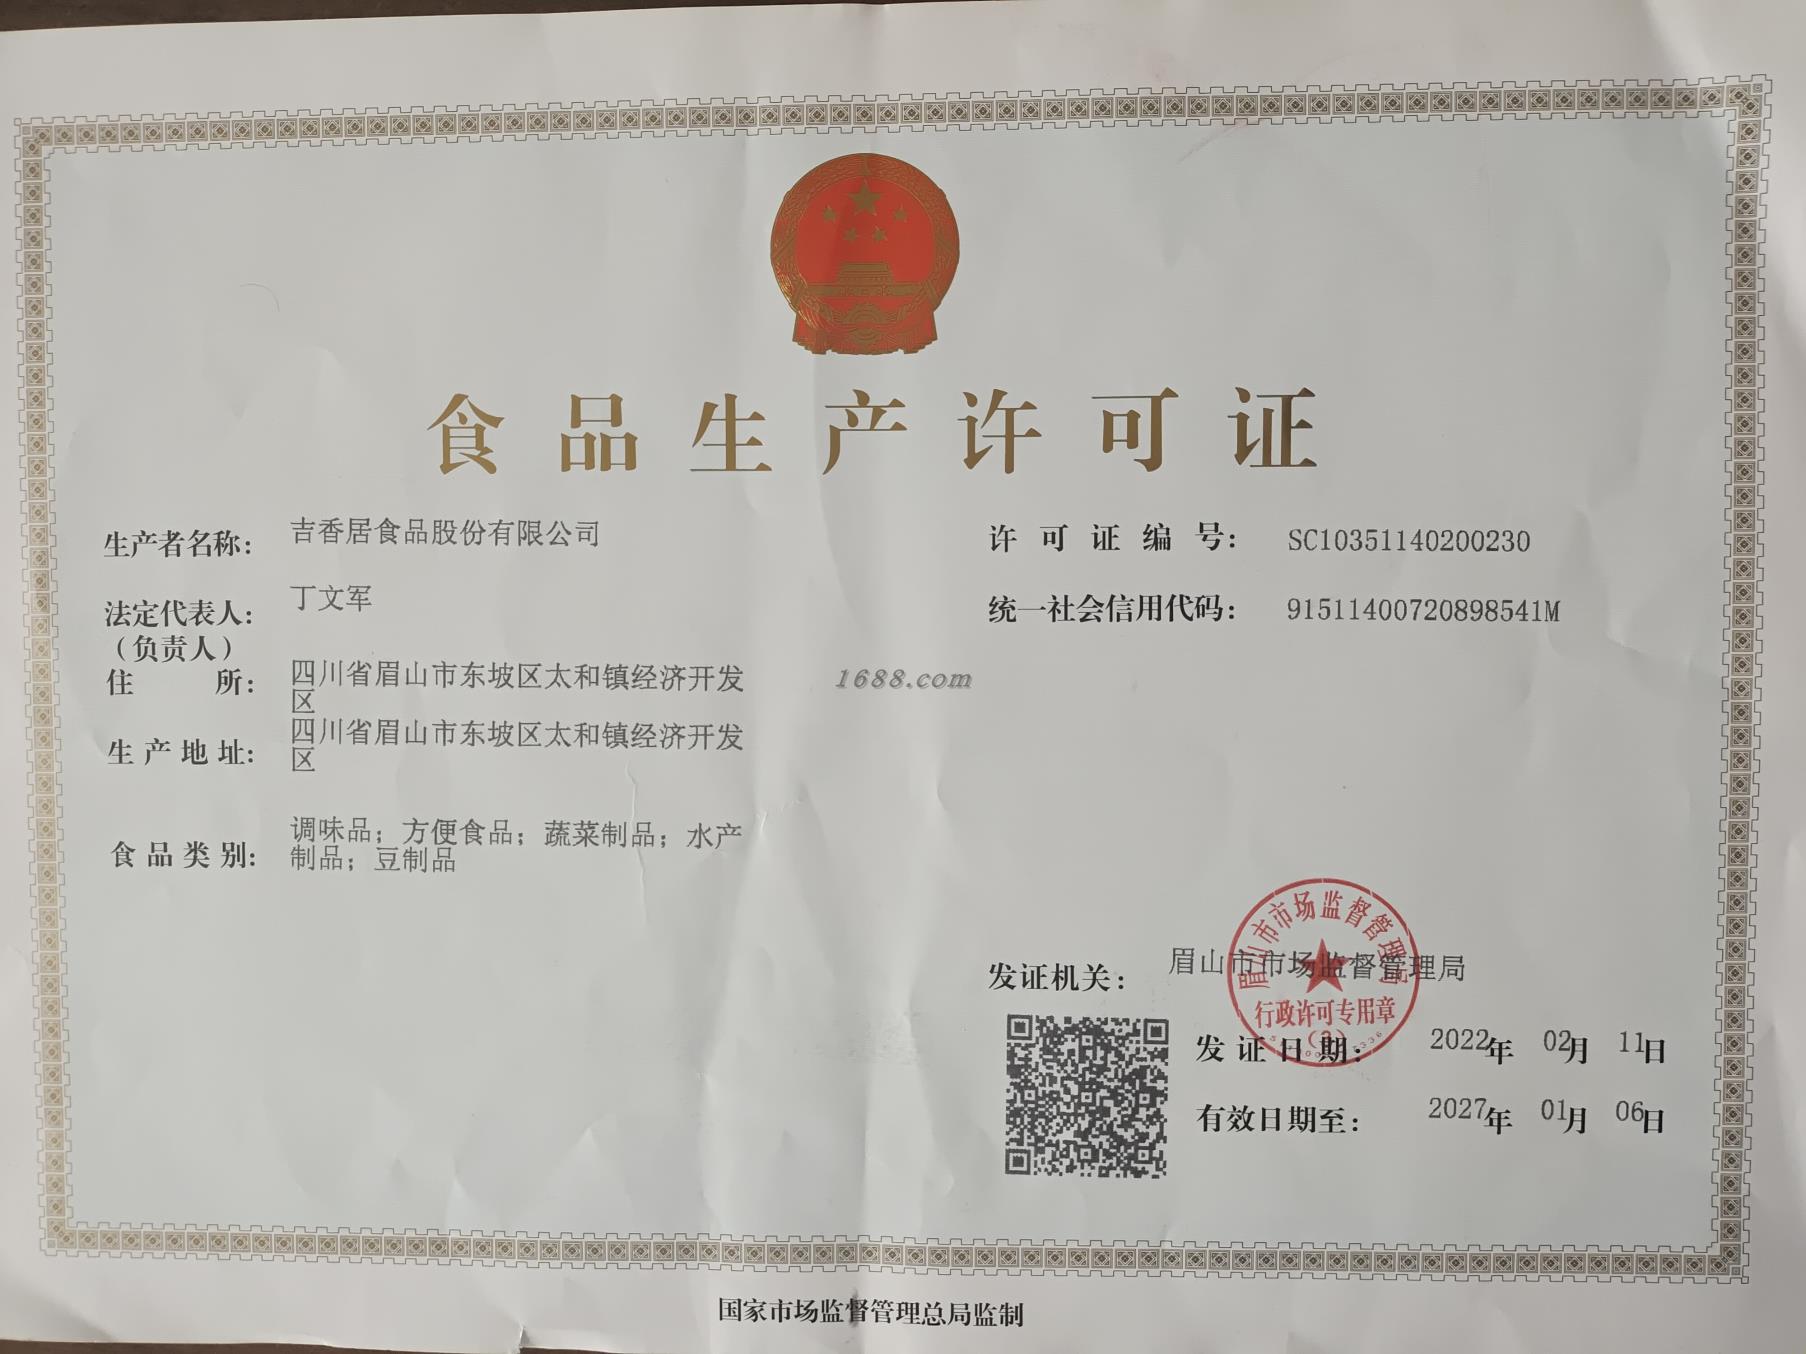 食品生产许可证
生产者名称： 吉香居食品股份有限公司
许可证编号： SC10351140200230
法定代表人： 丁文军
（负责人）
统一社会信用代码： 91511400720898541M
住所： 四川省眉山市东坡区太和镇经济开发
区
1688.com
生产地址： 四川省眉山市东坡区太和镇经济开发
区
食品类别： 调味品；方便食品；蔬菜制品；水产
制品；豆制品
发证机关： 眉山市市场监督管理局
眉山市市场监督管理局
行政许可专用章
（3）
发证日期： 2022年 02月 11日
有效日期至： 2027年 01月 06日
国家市场监督管理总局监制